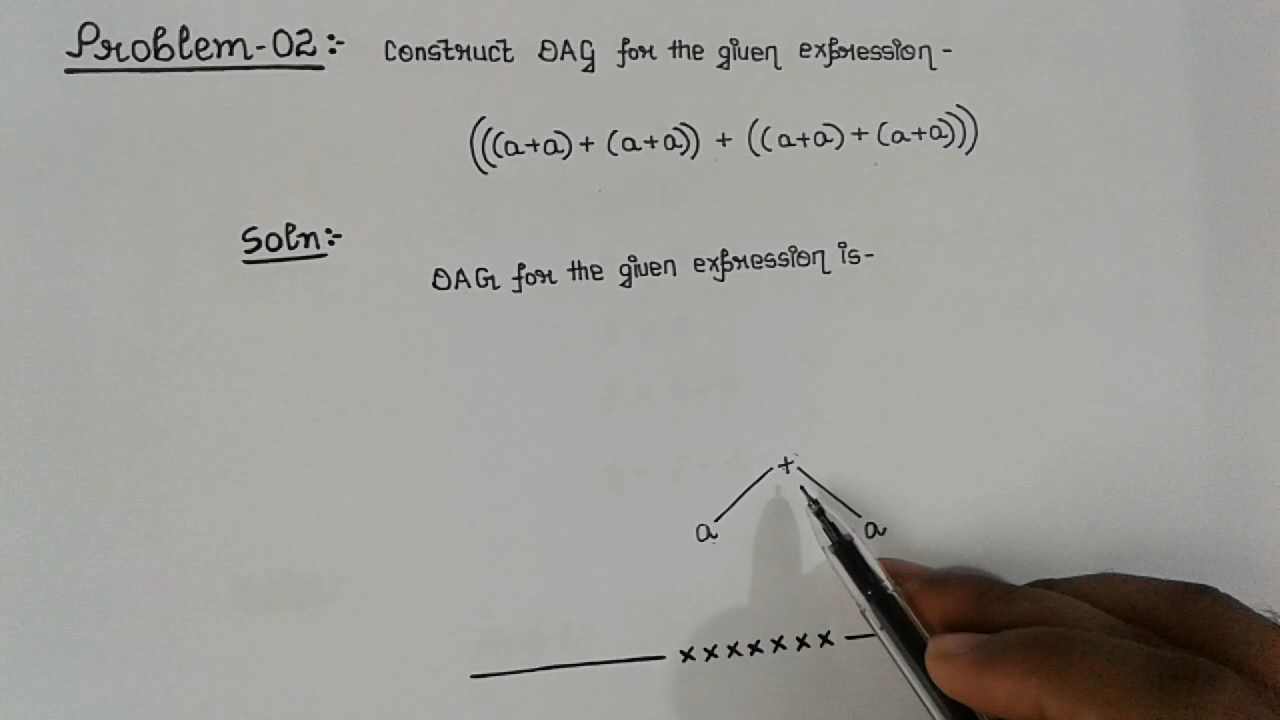 Problem-02:- Construct DAG for the given expression -
(((a+a) + (a+a)) + ((a+a) + (a+a)))
Soln:-
DAG for the given expression is-
+
a a
xxxxxxx